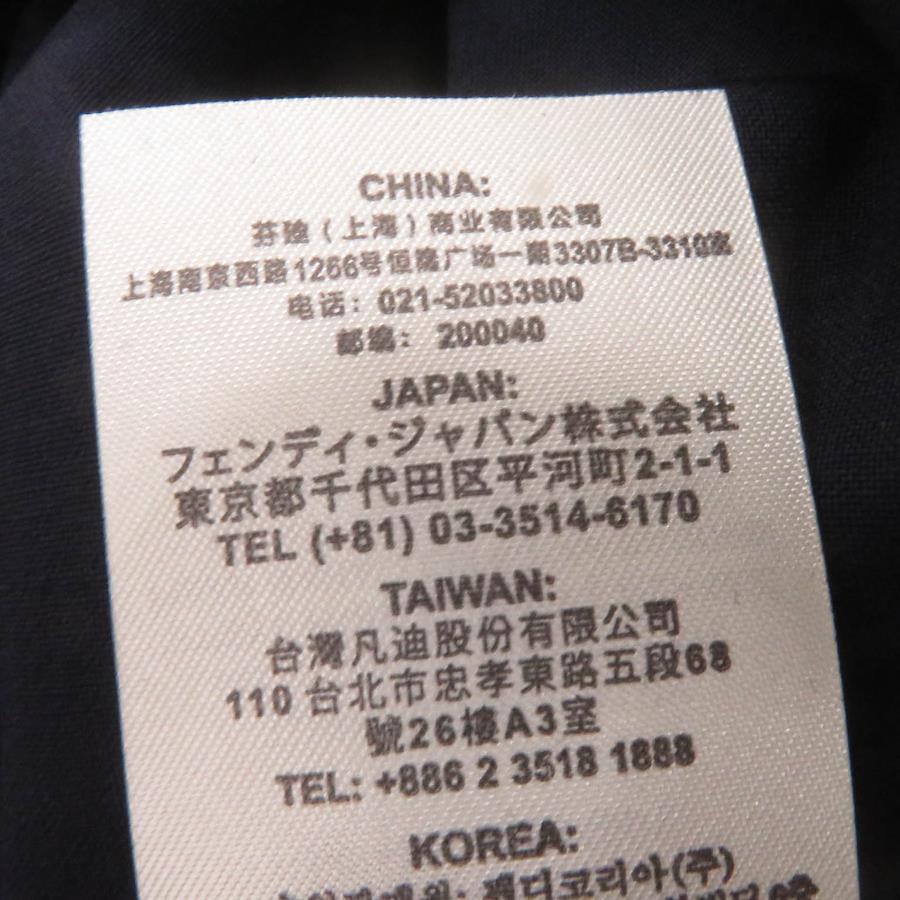 CHINA:
芬迪（上海）商业有限公司
上海南京西路1266号恒隆广场一期3307B-3310室
电话：021-52033800
邮编：200040
JAPAN:
フェンディ・ジャパン株式会社
東京都千代田区平河町2-1-1
TEL (+81) 03-3514-6170
TAIWAN:
台灣凡迪股份有限公司
110 台北市忠孝東路五段68
號26樓A3室
TEL: +886 2 3518 1888
KOREA:
펜디코리아(주)